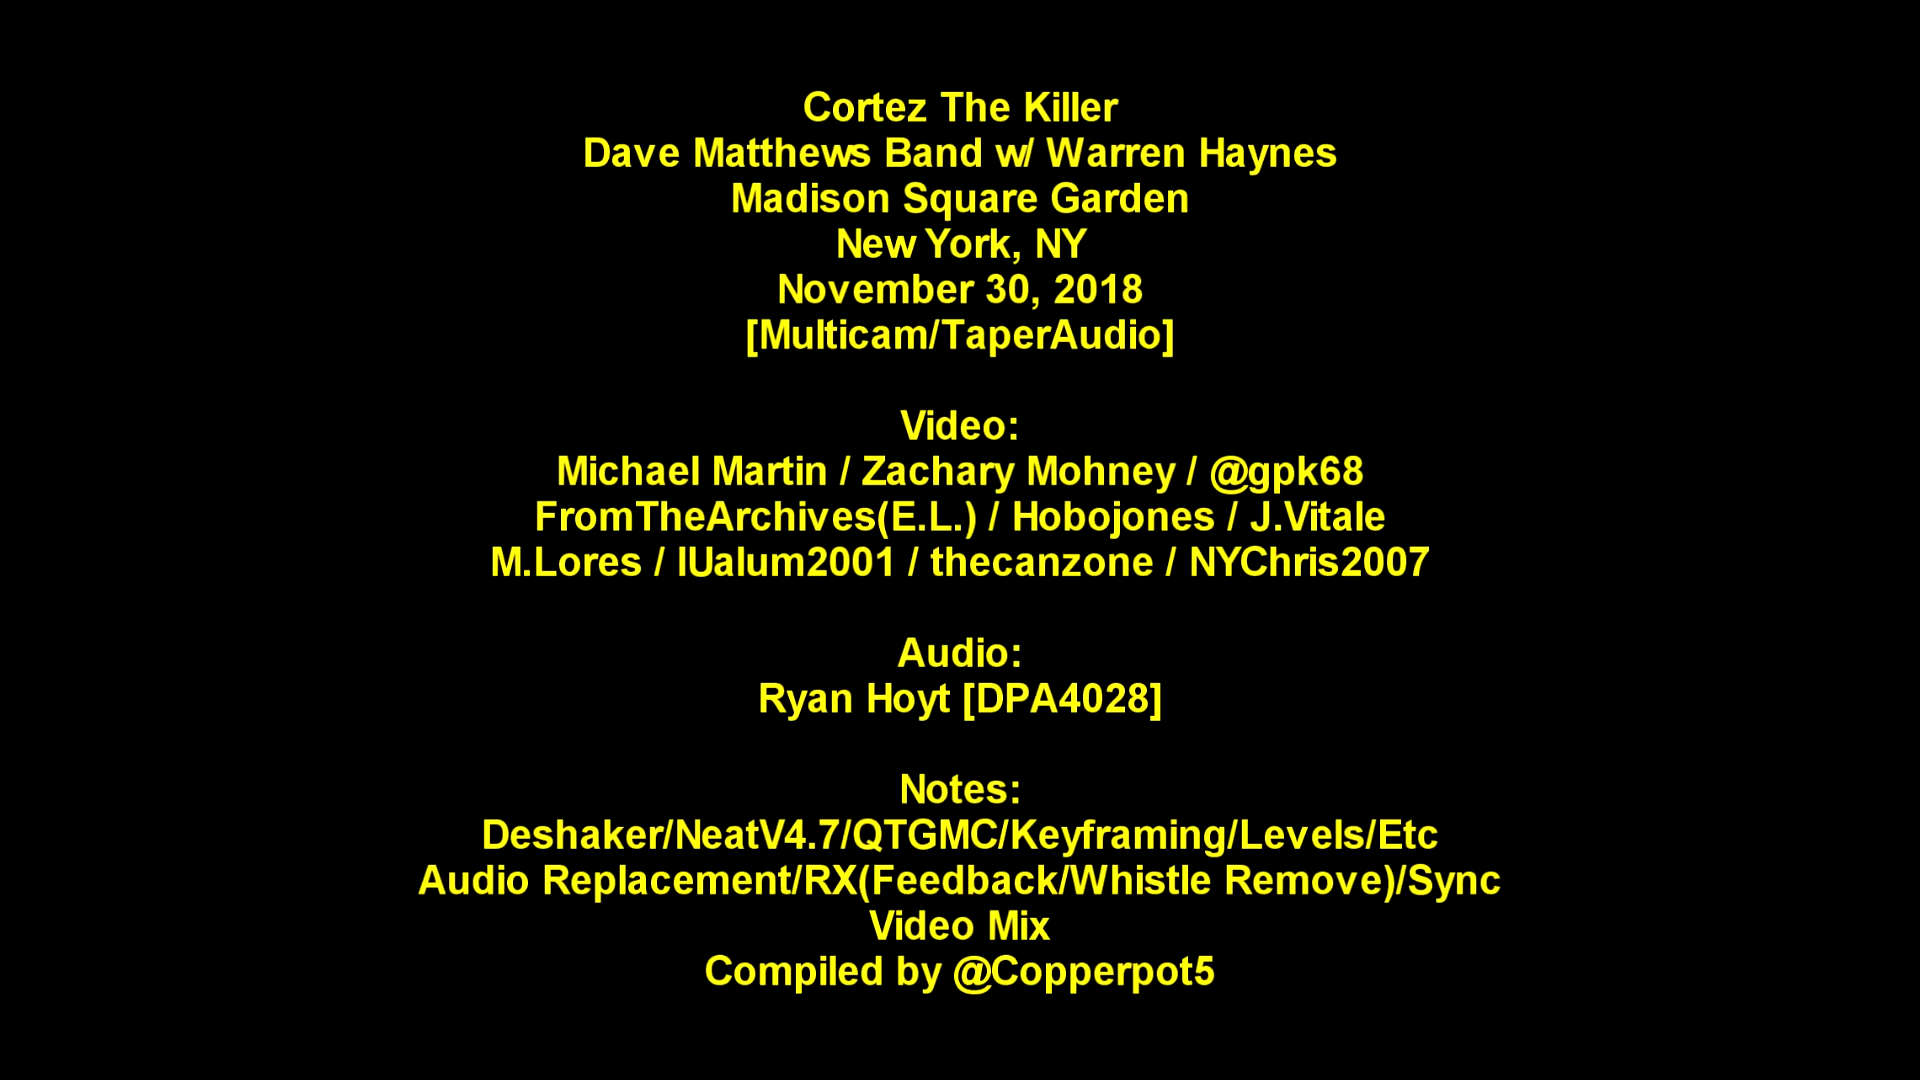 Cortez The Killer
Dave Matthews Band w/ Warren Haynes
Madison Square Garden
New York, NY
November 30, 2018
[Multicam/TaperAudio]
Video:
Michael Martin / Zachary Mohney / @gpk68
FromTheArchives(E.L.) / Hobojones / J.Vitale
M.Lores / IUalum2001 / thecanzone / NYChris2007
Audio:
Ryan Hoyt [DPA4028]
Notes:
Deshaker/NeatV4.7/QTGMC/Keyframing/Levels/Etc
Audio Replacement/RX(Feedback/Whistle Remove)/Sync
Video Mix
Compiled by @Copperpot5